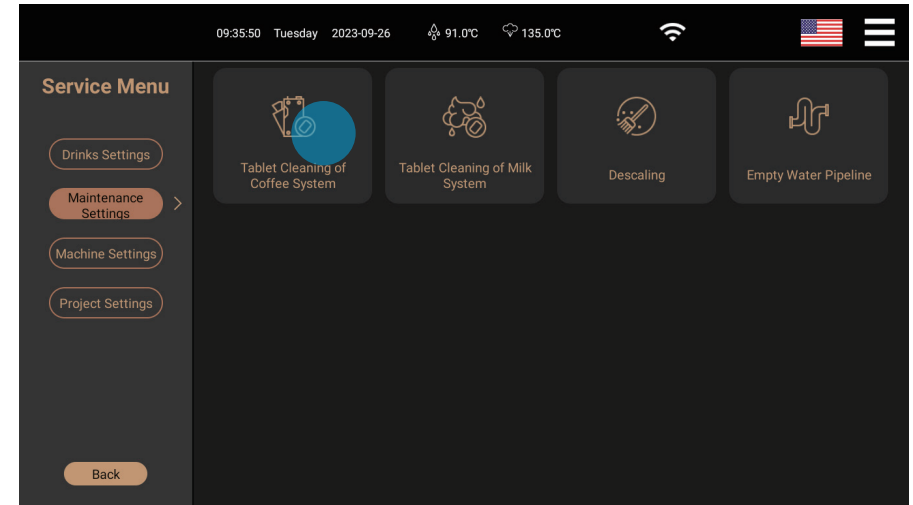 09:35:50 Tuesday 2023-09-26 91.0℃ 135.0℃
Service Menu
Drinks Settings
Maintenance
Settings
Machine Settings
Project Settings
Back
Tablet Cleaning of
Coffee System
Tablet Cleaning of Milk
System
Descaling
Empty Water Pipeline